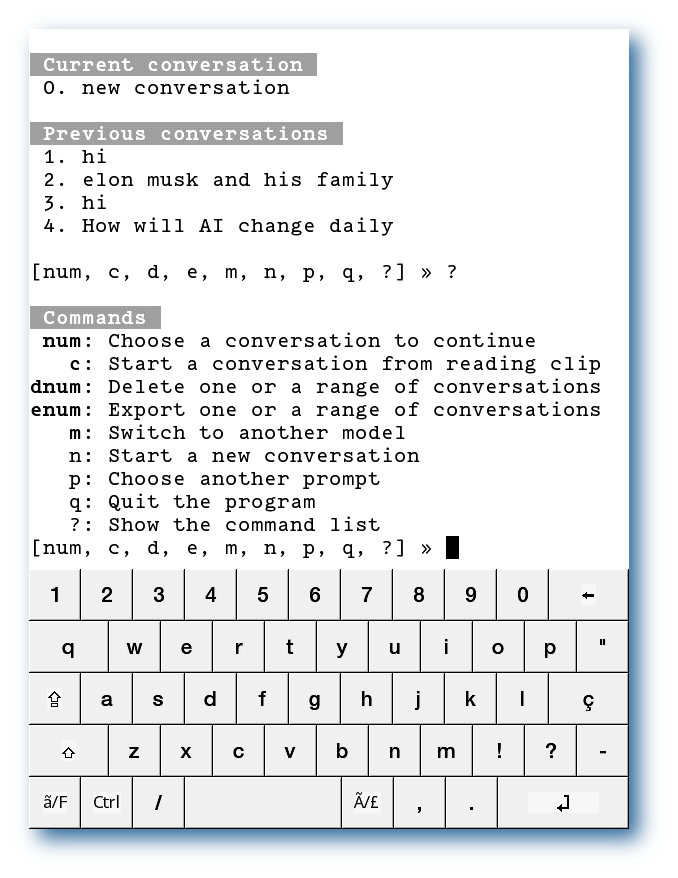 Current conversation
0. new conversation
Previous conversations
1. hi
2. elon musk and his family
3. hi
4. How will AI change daily
[num, c, d, e, m, n, p, q, ?] » ?
Commands
num: Choose a conversation to continue
c: Start a conversation from reading clip
dnum: Delete one or a range of conversations
enum: Export one or a range of conversations
m: Switch to another model
n: Start a new conversation
p: Choose another prompt
q: Quit the program
?: Show the command list
[num, c, d, e, m, n, p, q, ?] »
1 2 3 4 5 6 7 8 9 0 ←
q w e r t y u i o p "
a s d f g h j k l ç
z x c v b n m ! ? -
ã/F Ctrl / Ã/£ , .